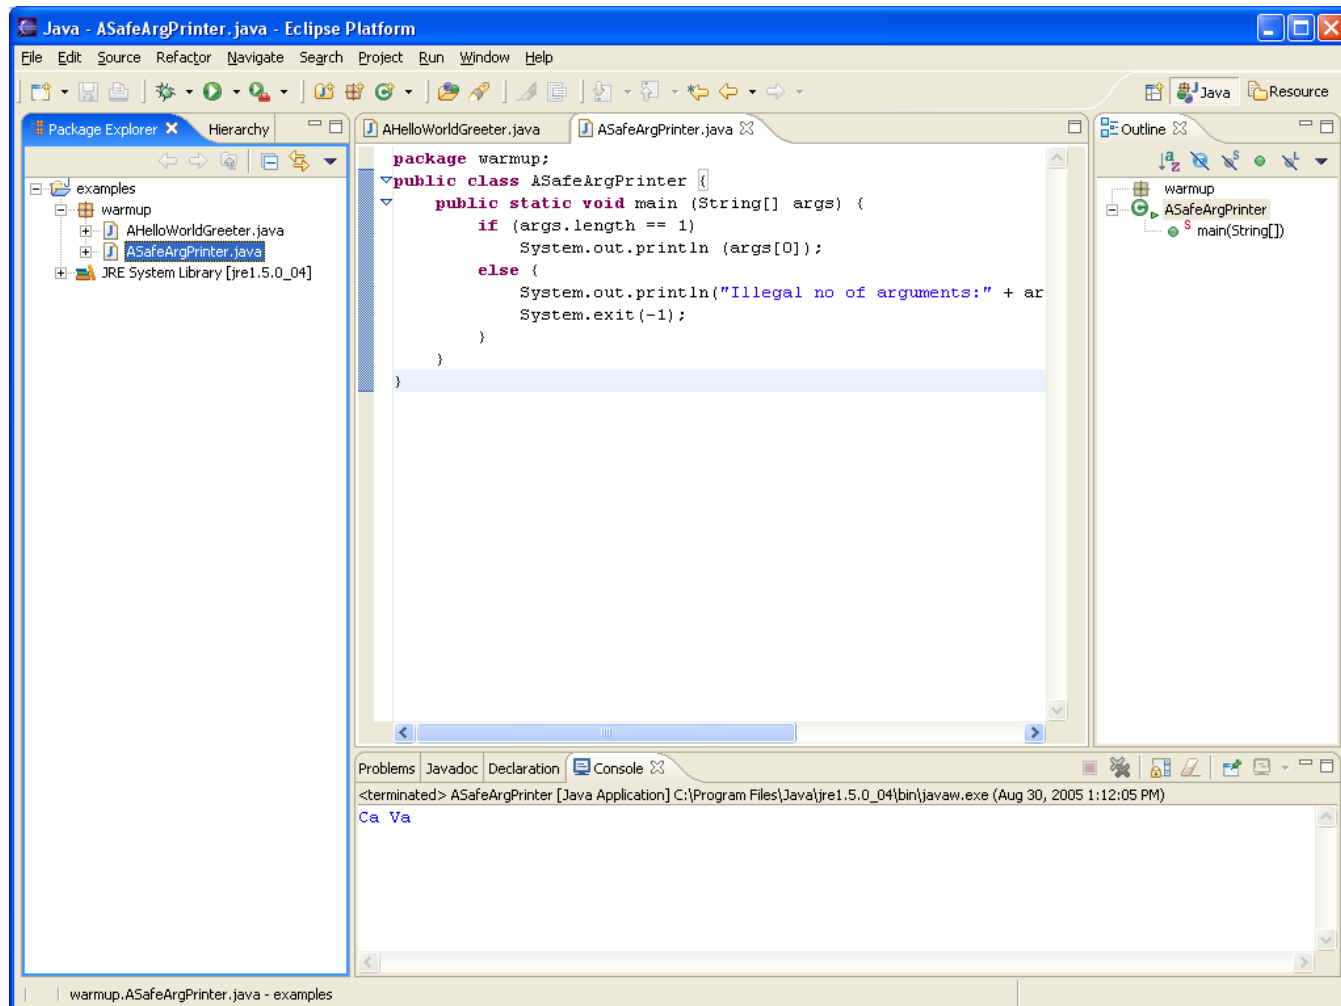 Java - ASafeArgPrinter.java - Eclipse Platform
File Edit Source Refactor Navigate Search Project Run Window Help
Java Resource
Package Explorer Hierarchy
examples
warmup
AHelloWorldGreeter.java
ASafeArgPrinter.java
JRE System Library [jre1.5.0_04]
AHelloWorldGreeter.java ASafeArgPrinter.java
package warmup;
public class ASafeArgPrinter {
public static void main (String[] args) {
if (args.length == 1)
System.out.println (args[0]);
else {
System.out.println("Illegal no of arguments:" + ar
System.exit(-1);
}
}
}
Outline
warmup
ASafeArgPrinter
S main(String[])
Problems Javadoc Declaration Console
<terminated> ASafeArgPrinter [Java Application] C:\Program Files\Java\jre1.5.0_04\bin\javaw.exe (Aug 30, 2005 1:12:05 PM)
Ca Va
warmup.ASafeArgPrinter.java - examples